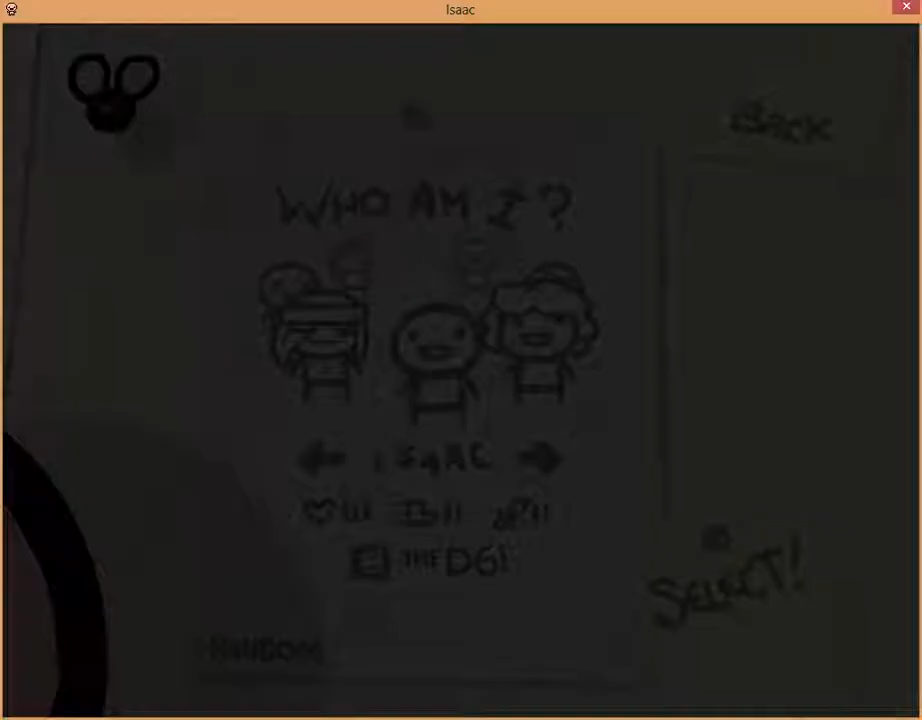 Isaac
BACK
WHO AM I?
ISAAC
THE D6!
SELECT!
RANDOM